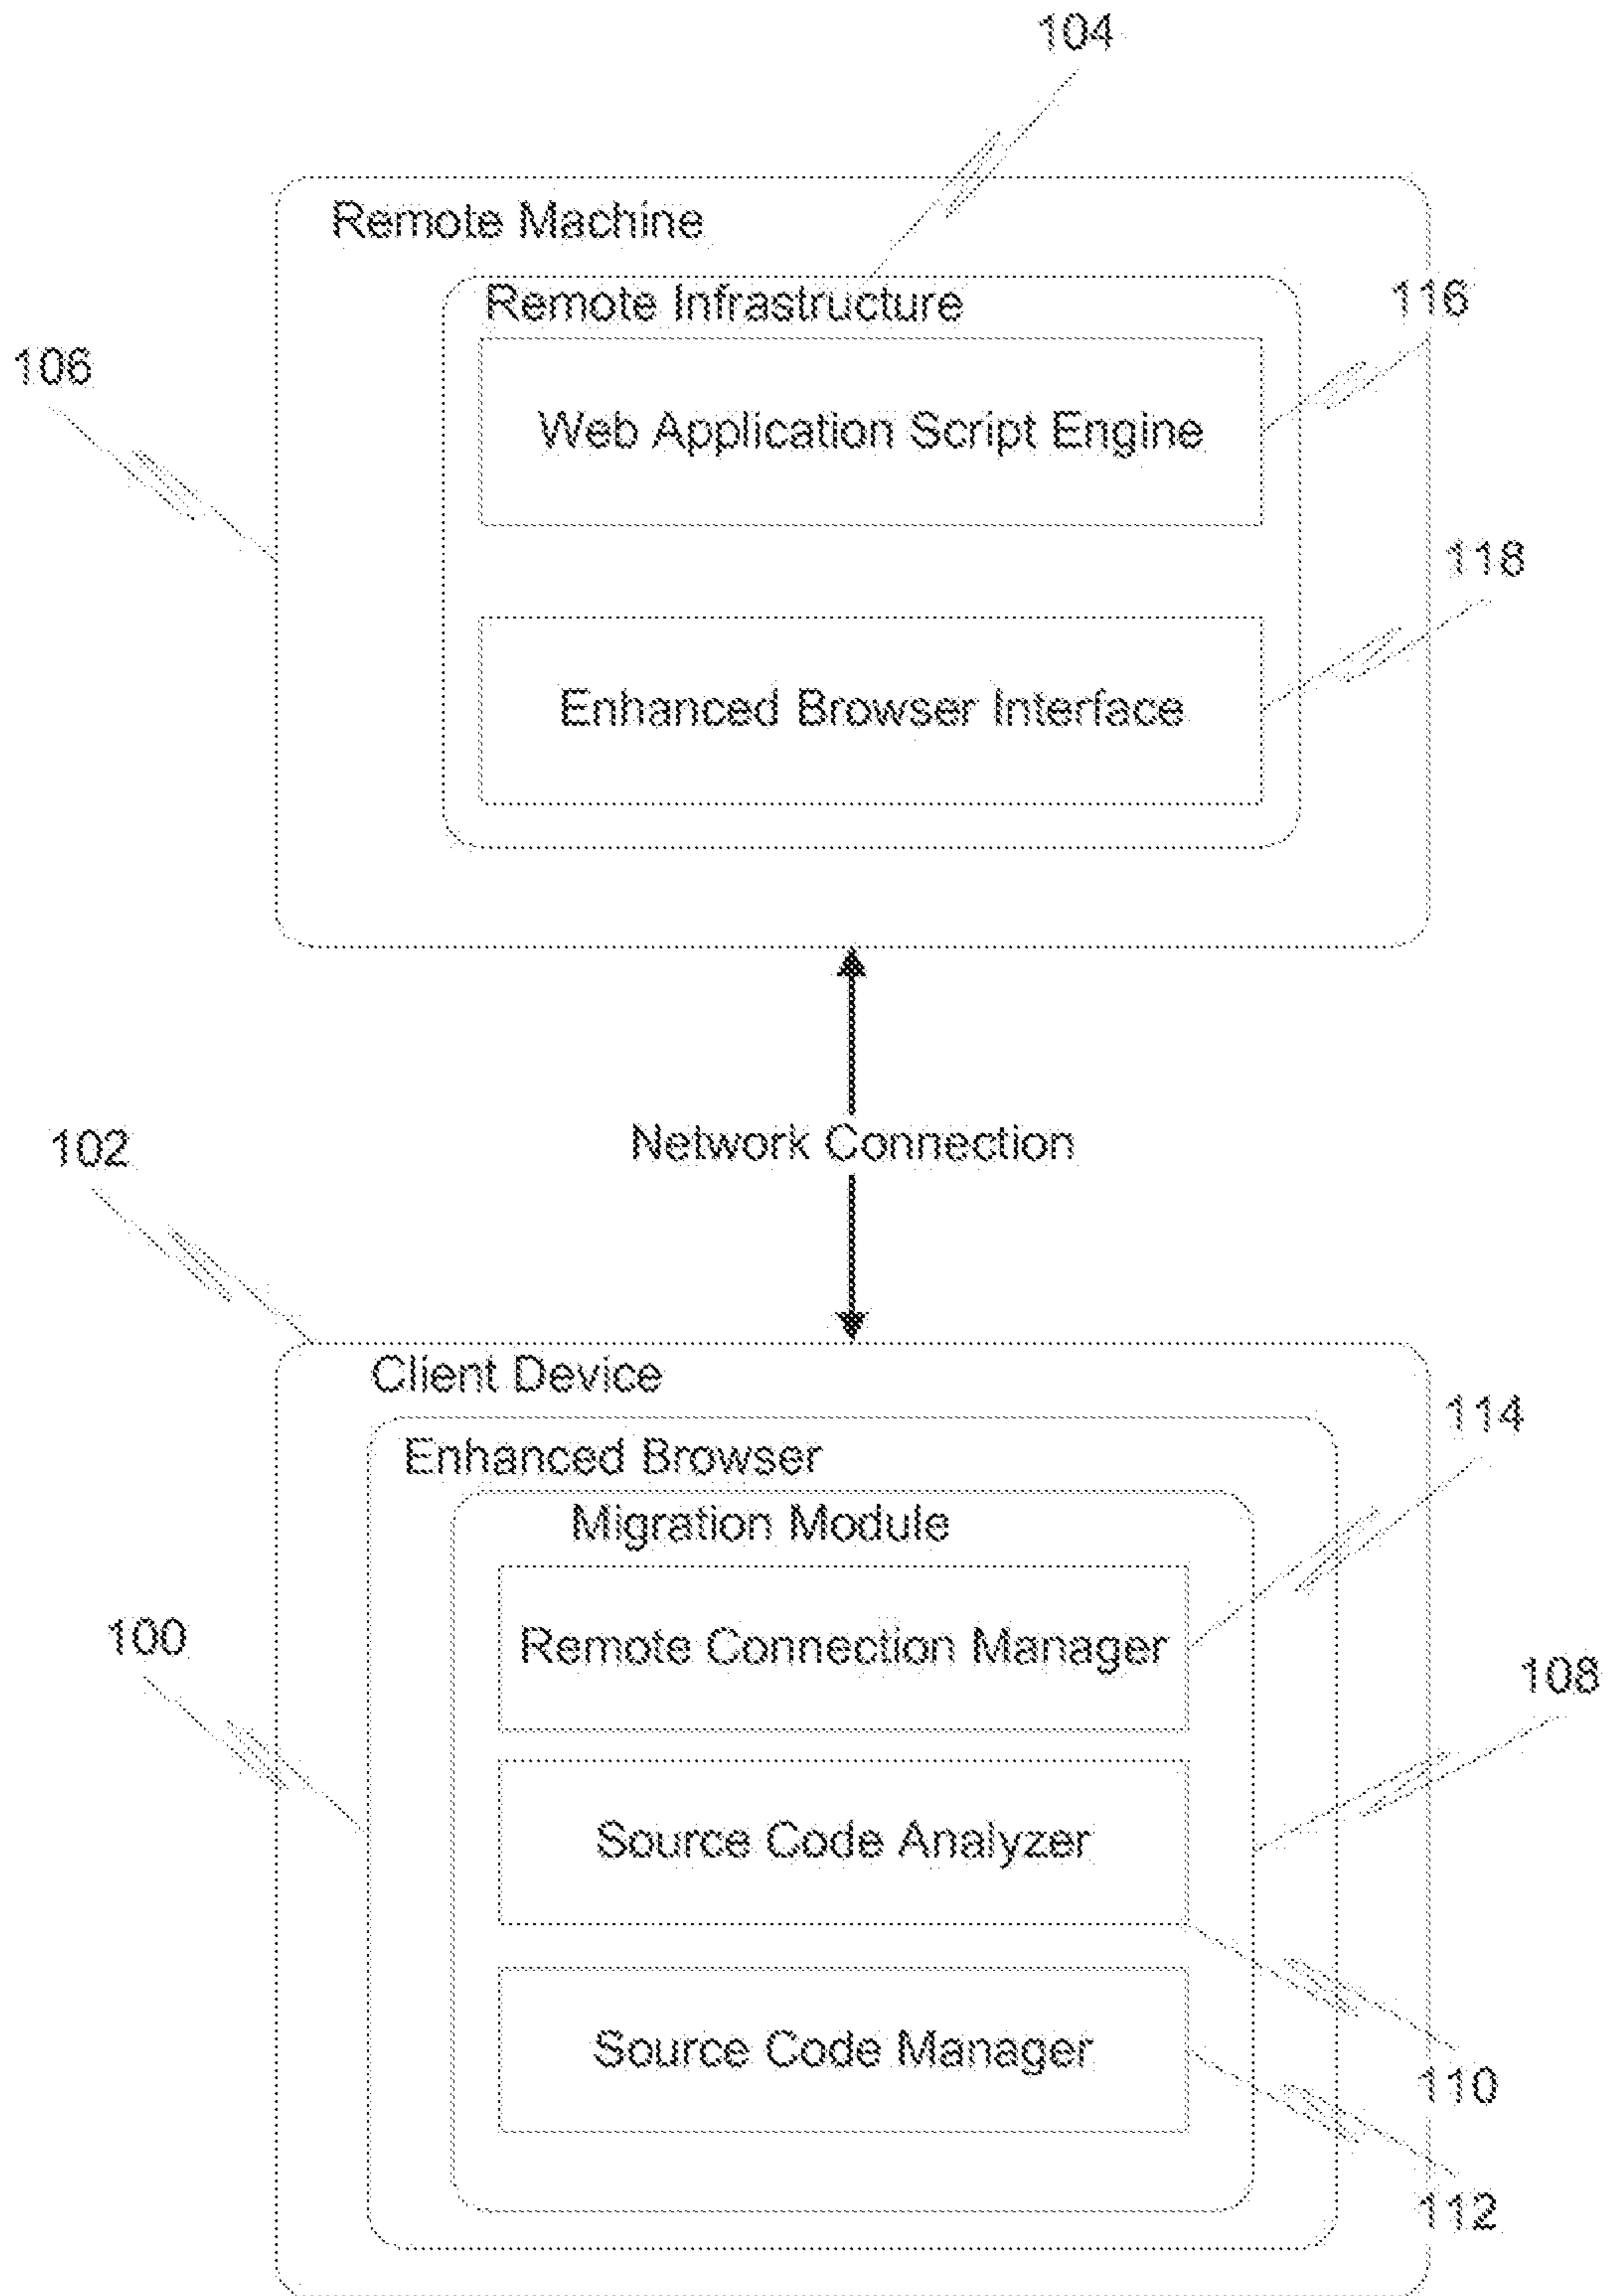 104
Remote Machine
Remote Infrastructure
116
106
Web Application Script Engine
118
Enhanced Browser Interface
102
Network Connection
Client Device
114
Enhanced Browser
Migration Module
100
Remote Connection Manager
108
Source Code Analyzer
Source Code Manager
110
112